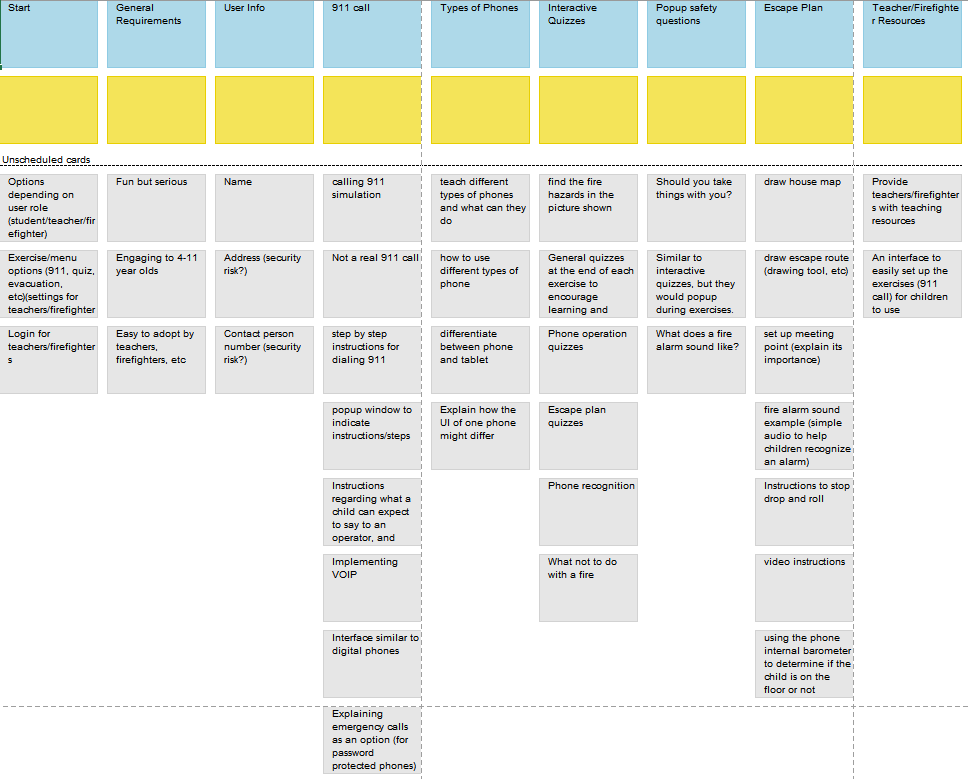 Start
General
Requirements
User Info
911 call
Types of Phones
Interactive
Quizzes
Popup safety
questions
Escape Plan
Teacher/Firefighte
r Resources
Unscheduled cards
Options
depending on
user role
(student/teacher/fir
efighter)
Fun but serious
Name
calling 911
simulation
teach different
types of phones
and what can they
do
find the fire
hazards in the
picture shown
Should you take
things with you?
draw house map
Provide
teachers/firefighter
s with teaching
resources
Exercise/menu
options (911, quiz,
evacuation,
etc)(settings for
teachers/firefighter
Engaging to 4-11
year olds
Address (security
risk?)
Not a real 911 call
how to use
different types of
phone
General quizzes
at the end of each
exercise to
encourage
learning and
Similar to
interactive
quizzes, but they
would popup
during exercises.
draw escape route
(drawing tool, etc)
An interface to
easily set up the
exercises (911
call) for children
to use
Login for
teachers/firefighter
s
Easy to adopt by
teachers,
firefighters, etc
Contact person
number (security
risk?)
step by step
instructions for
dialing 911
differentiate
between phone
and tablet
Phone operation
quizzes
What does a fire
alarm sound like?
set up meeting
point (explain its
importance)
popup window to
indicate
instructions/steps
Explain how the
UI of one phone
might differ
Escape plan
quizzes
fire alarm sound
example (simple
audio to help
children recognize
an alarm)
Instructions
regarding what a
child can expect
to say to an
operator, and
Phone recognition
Instructions to stop
drop and roll
Implementing
VOIP
What not to do
with a fire
video instructions
Interface similar to
digital phones
using the phone
internal barometer
to determine if the
child is on the
floor or not
Explaining
emergency calls
as an option (for
password
protected phones)